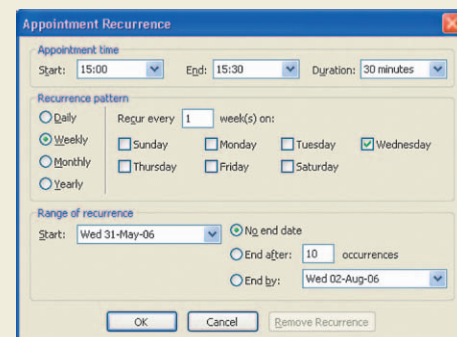 Appointment Recurrence
Appointment time
Start: 15:00 End: 15:30 Duration: 30 minutes
Recurrence pattern
Daily Recur every 1 week(s) on:
Weekly Sunday Monday Tuesday Wednesday
Monthly Thursday Friday Saturday
Yearly
Range of recurrence
Start: Wed 31-May-06 No end date
End after: 10 occurrences
End by: Wed 02-Aug-06
OK Cancel Remove Recurrence